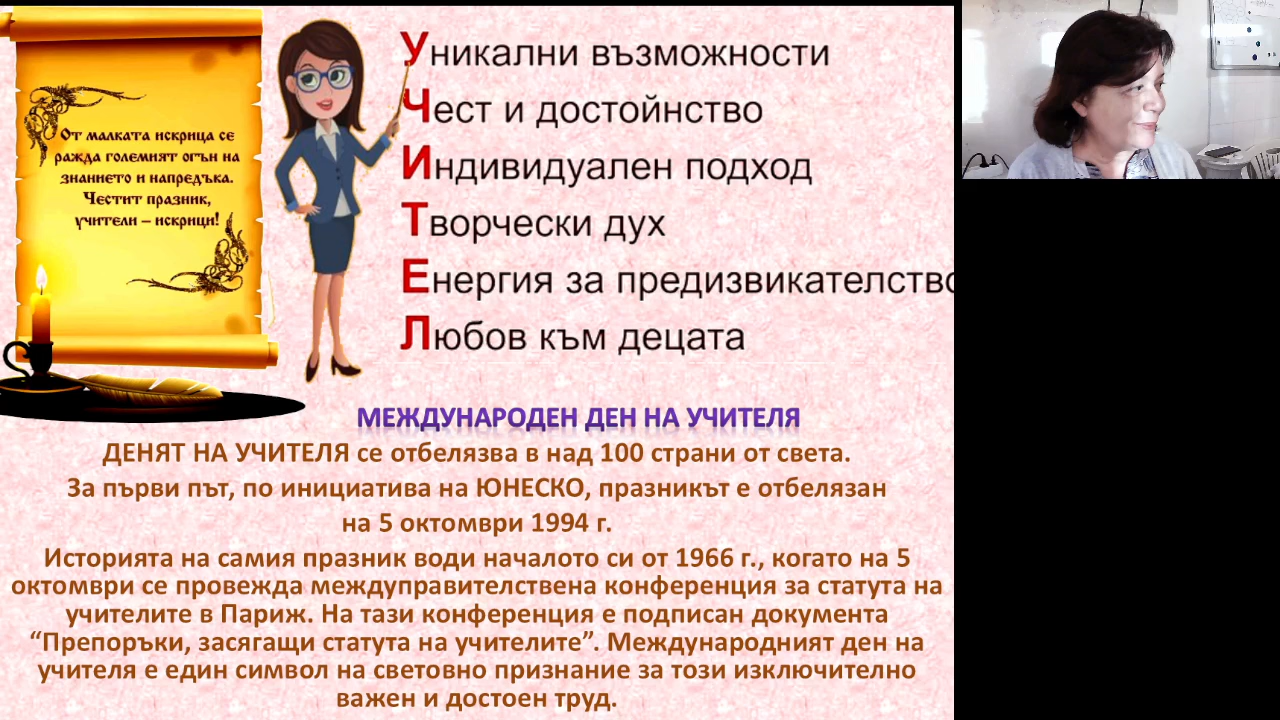 От малката искрица се
ражда големият огън на
знанието и напредъка.
Честит празник,
учители – искрици!
Уникални възможности
Чест и достойнство
Индивидуален подход
Творчески дух
Енергия за предизвикателство
Любов към децата
МЕЖДУНАРОДЕН ДЕН НА УЧИТЕЛЯ
ДЕНЯТ НА УЧИТЕЛЯ се отбелязва в над 100 страни от света.
За първи път, по инициатива на ЮНЕСКО, празникът е отбелязан
на 5 октомври 1994 г.
Историята на самия празник води началото си от 1966 г., когато на 5
октомври се провежда междуправителствена конференция за статута на
учителите в Париж. На тази конференция е подписан документа
“Препоръки, засягащи статута на учителите”. Международният ден на
учителя е един символ на световно признание за този изключително
важен и достоен труд.